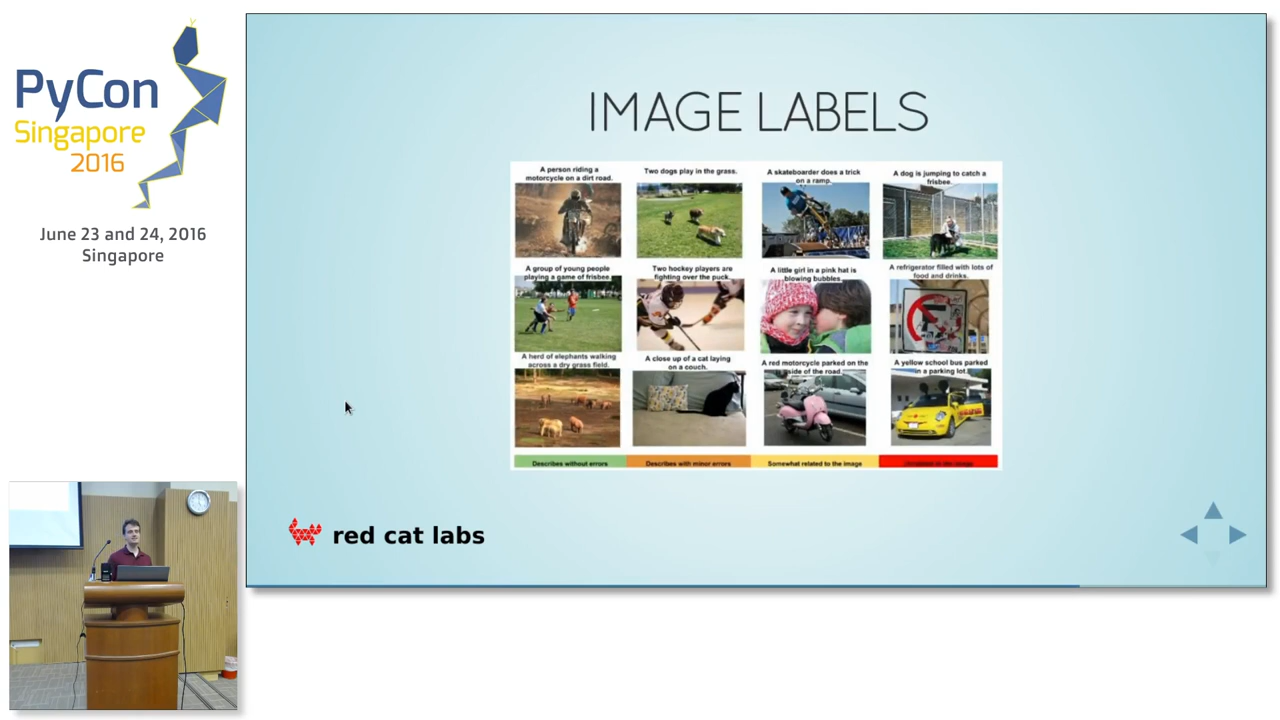 PyCon
Singapore
2016
June 23 and 24, 2016
Singapore
IMAGE LABELS
A person riding a
motorcycle on a dirt road.
Two dogs play in the grass.
A skateboarder does a trick
on a ramp.
A dog is jumping to catch a
frisbee.
A group of young people
playing a game of frisbee.
Two hockey players are
fighting over the puck.
A little girl in a pink hat is
blowing bubbles.
A refrigerator filled with lots of
food and drinks.
A herd of elephants walking
across a dry grass field.
A close up of a cat laying
on a couch.
A red motorcycle parked on the
side of the road.
A yellow school bus parked
in a parking lot.
Describes without errors
Describes with minor errors
Somewhat related to the image
red cat labs